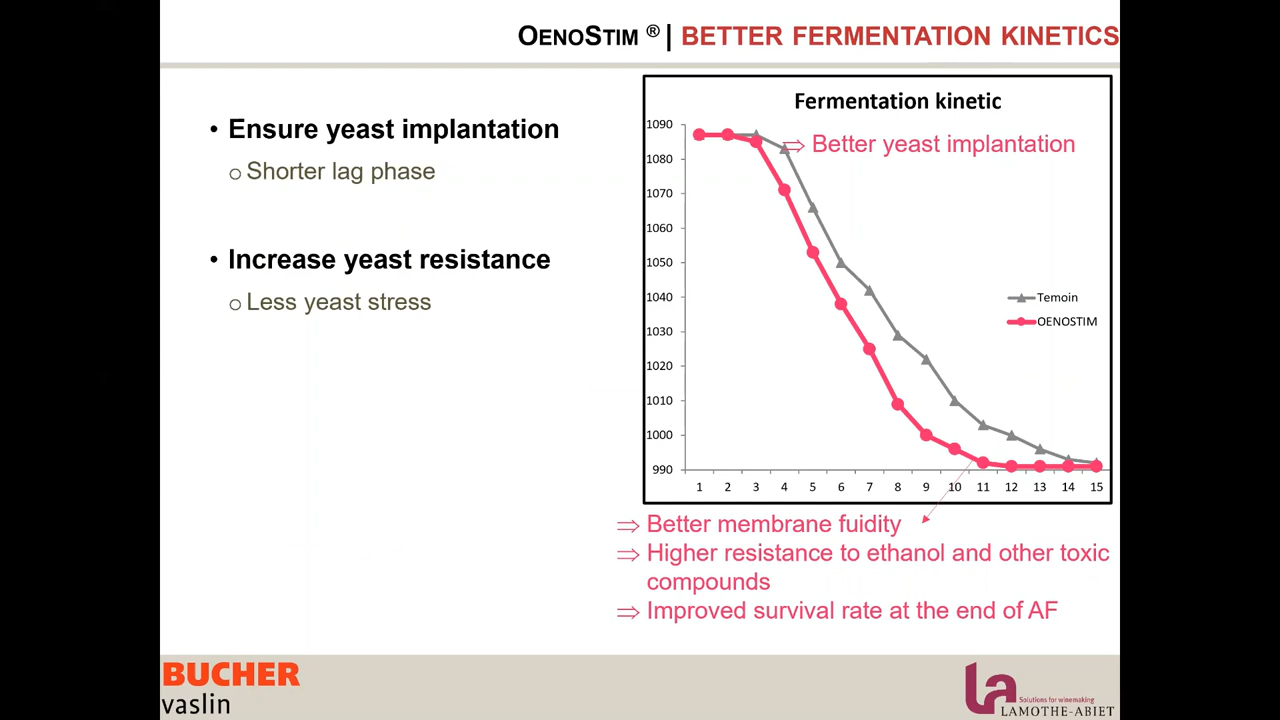 OENOSTIM ® | BETTER FERMENTATION KINETICS
• Ensure yeast implantation
o Shorter lag phase
• Increase yeast resistance
o Less yeast stress
Fermentation kinetic
1090
1080
1070
1060
1050
1040
1030
1020
1010
1000
990
1 2 3 4 5 6 7 8 9 10 11 12 13 14 15
⇒ Better yeast implantation
Temoin
OENOSTIM
⇒ Better membrane fuidity
⇒ Higher resistance to ethanol and other toxic
compounds
⇒ Improved survival rate at the end of AF
BUCHER
vaslin
La
Solutions for winemaking
LAMOTHE-ABIET